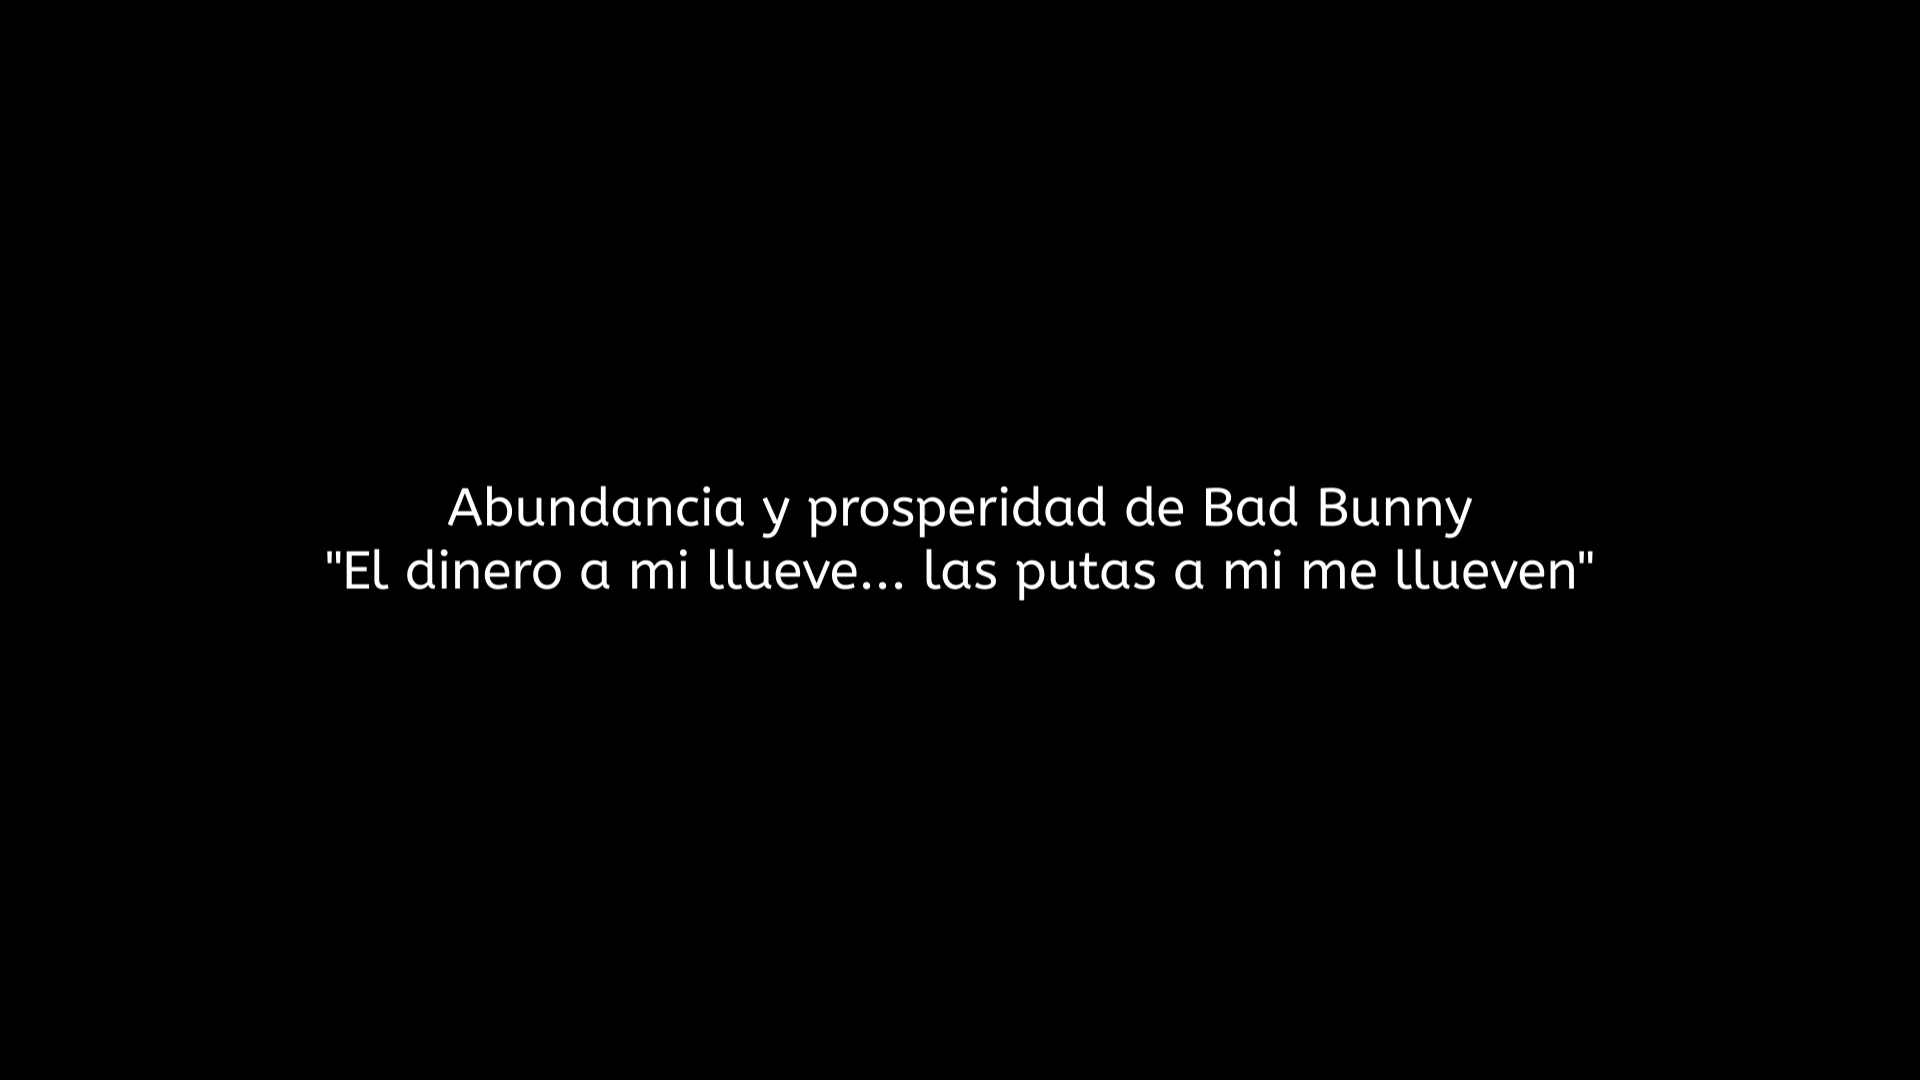 Abundancia y prosperidad de Bad Bunny
"El dinero a mi llueve... las putas a mi me llueven"